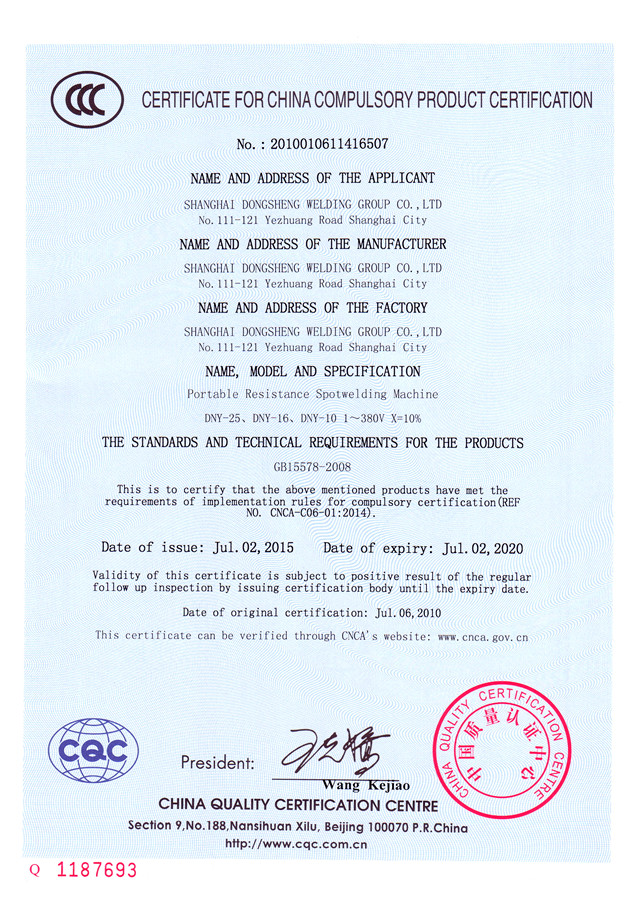 CCC
CERTIFICATE FOR CHINA COMPULSORY PRODUCT CERTIFICATION
No.: 2010010611416507
NAME AND ADDRESS OF THE APPLICANT
SHANGHAI DONGSHENG WELDING GROUP CO.,LTD
No.111-121 Yezhuang Road Shanghai City
NAME AND ADDRESS OF THE MANUFACTURER
SHANGHAI DONGSHENG WELDING GROUP CO.,LTD
No.111-121 Yezhuang Road Shanghai City
NAME AND ADDRESS OF THE FACTORY
SHANGHAI DONGSHENG WELDING GROUP CO.,LTD
No.111-121 Yezhuang Road Shanghai City
NAME, MODEL AND SPECIFICATION
Portable Resistance Spotwelding Machine
DNY-25、DNY-16、DNY-10 1～380V X=10%
THE STANDARDS AND TECHNICAL REQUIREMENTS FOR THE PRODUCTS
GB15578-2008
This is to certify that the above mentioned products have met the
requirements of implementation rules for compulsory certification(REF
NO. CNCA-C06-01:2014).
Date of issue: Jul.02,2015 Date of expiry: Jul.02,2020
Validity of this certificate is subject to positive result of the regular
follow up inspection by issuing certification body until the expiry date.
Date of original certification: Jul.06,2010
This certificate can be verified through CNCA's website: www.cnca.gov.cn
CHINA QUALITY CERTIFICATION CENTRE
中国质量认证中心
CQC
President:
Wang Kejiao
CHINA QUALITY CERTIFICATION CENTRE
Section 9,No.188,Nansihuan Xilu, Beijing 100070 P.R.China
http://www.cqc.com.cn
Q 1187693